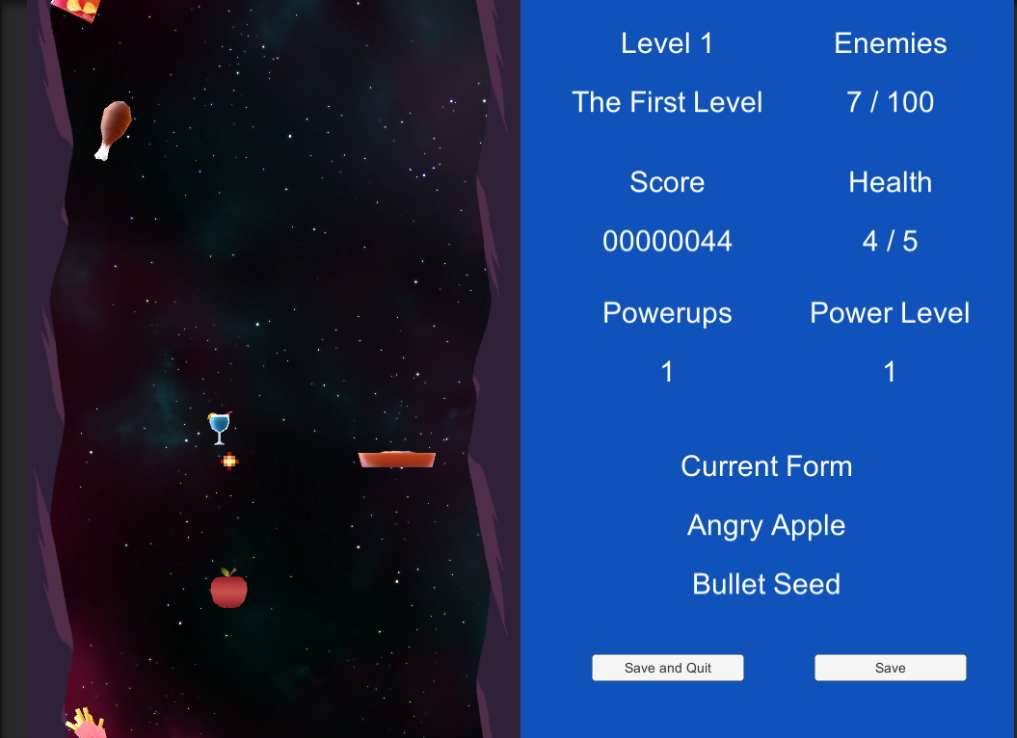 Level 1
Enemies
The First Level
7 / 100
Score
Health
00000044
4 / 5
Powerups
Power Level
1
1
Current Form
Angry Apple
Bullet Seed
Save and Quit
Save